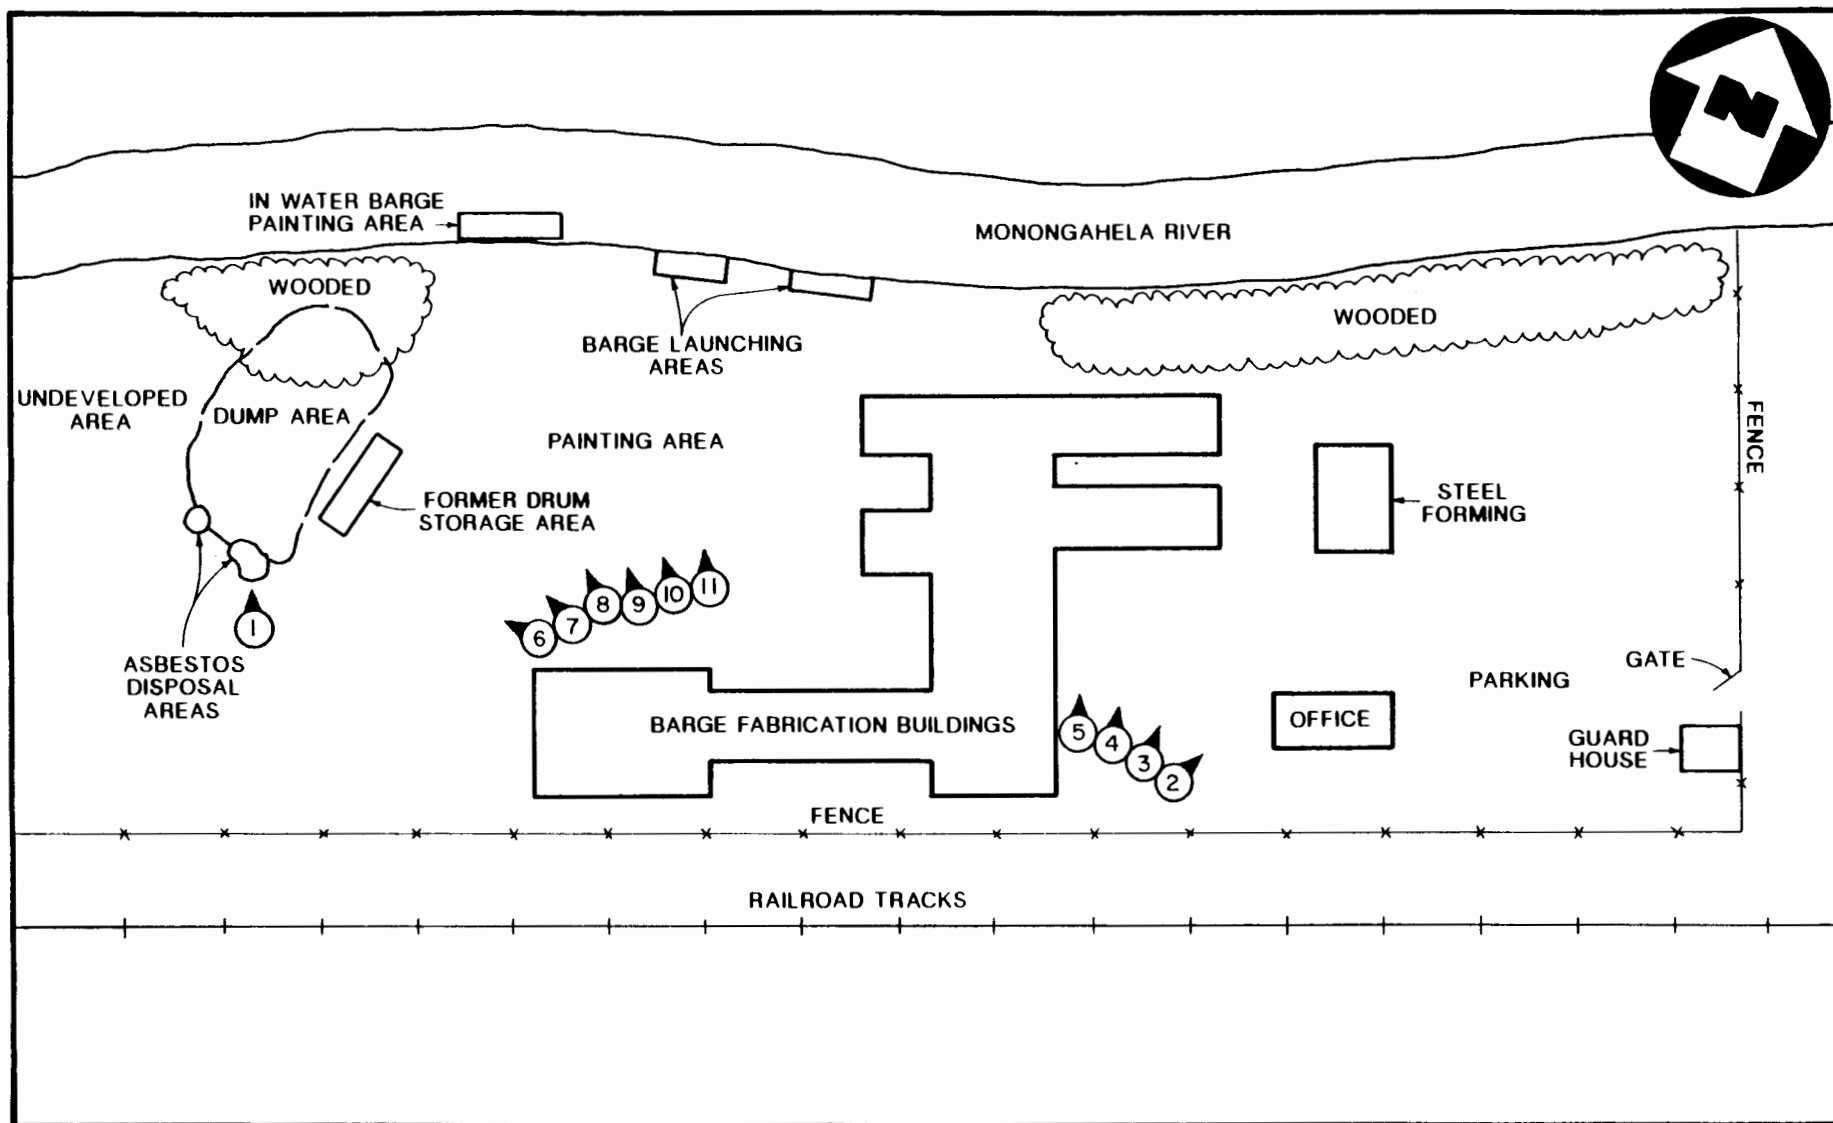 N
IN WATER BARGE
PAINTING AREA
MONONGAHELA RIVER
WOODED
WOODED
BARGE LAUNCHING
AREAS
UNDEVELOPED
AREA
DUMP AREA
PAINTING AREA
FENCE
FORMER DRUM
STORAGE AREA
STEEL
FORMING
1
6
7
8
9
10
11
ASBESTOS
DISPOSAL
AREAS
GATE
PARKING
BARGE FABRICATION BUILDINGS
5
4
3
2
OFFICE
GUARD
HOUSE
FENCE
RAILROAD TRACKS